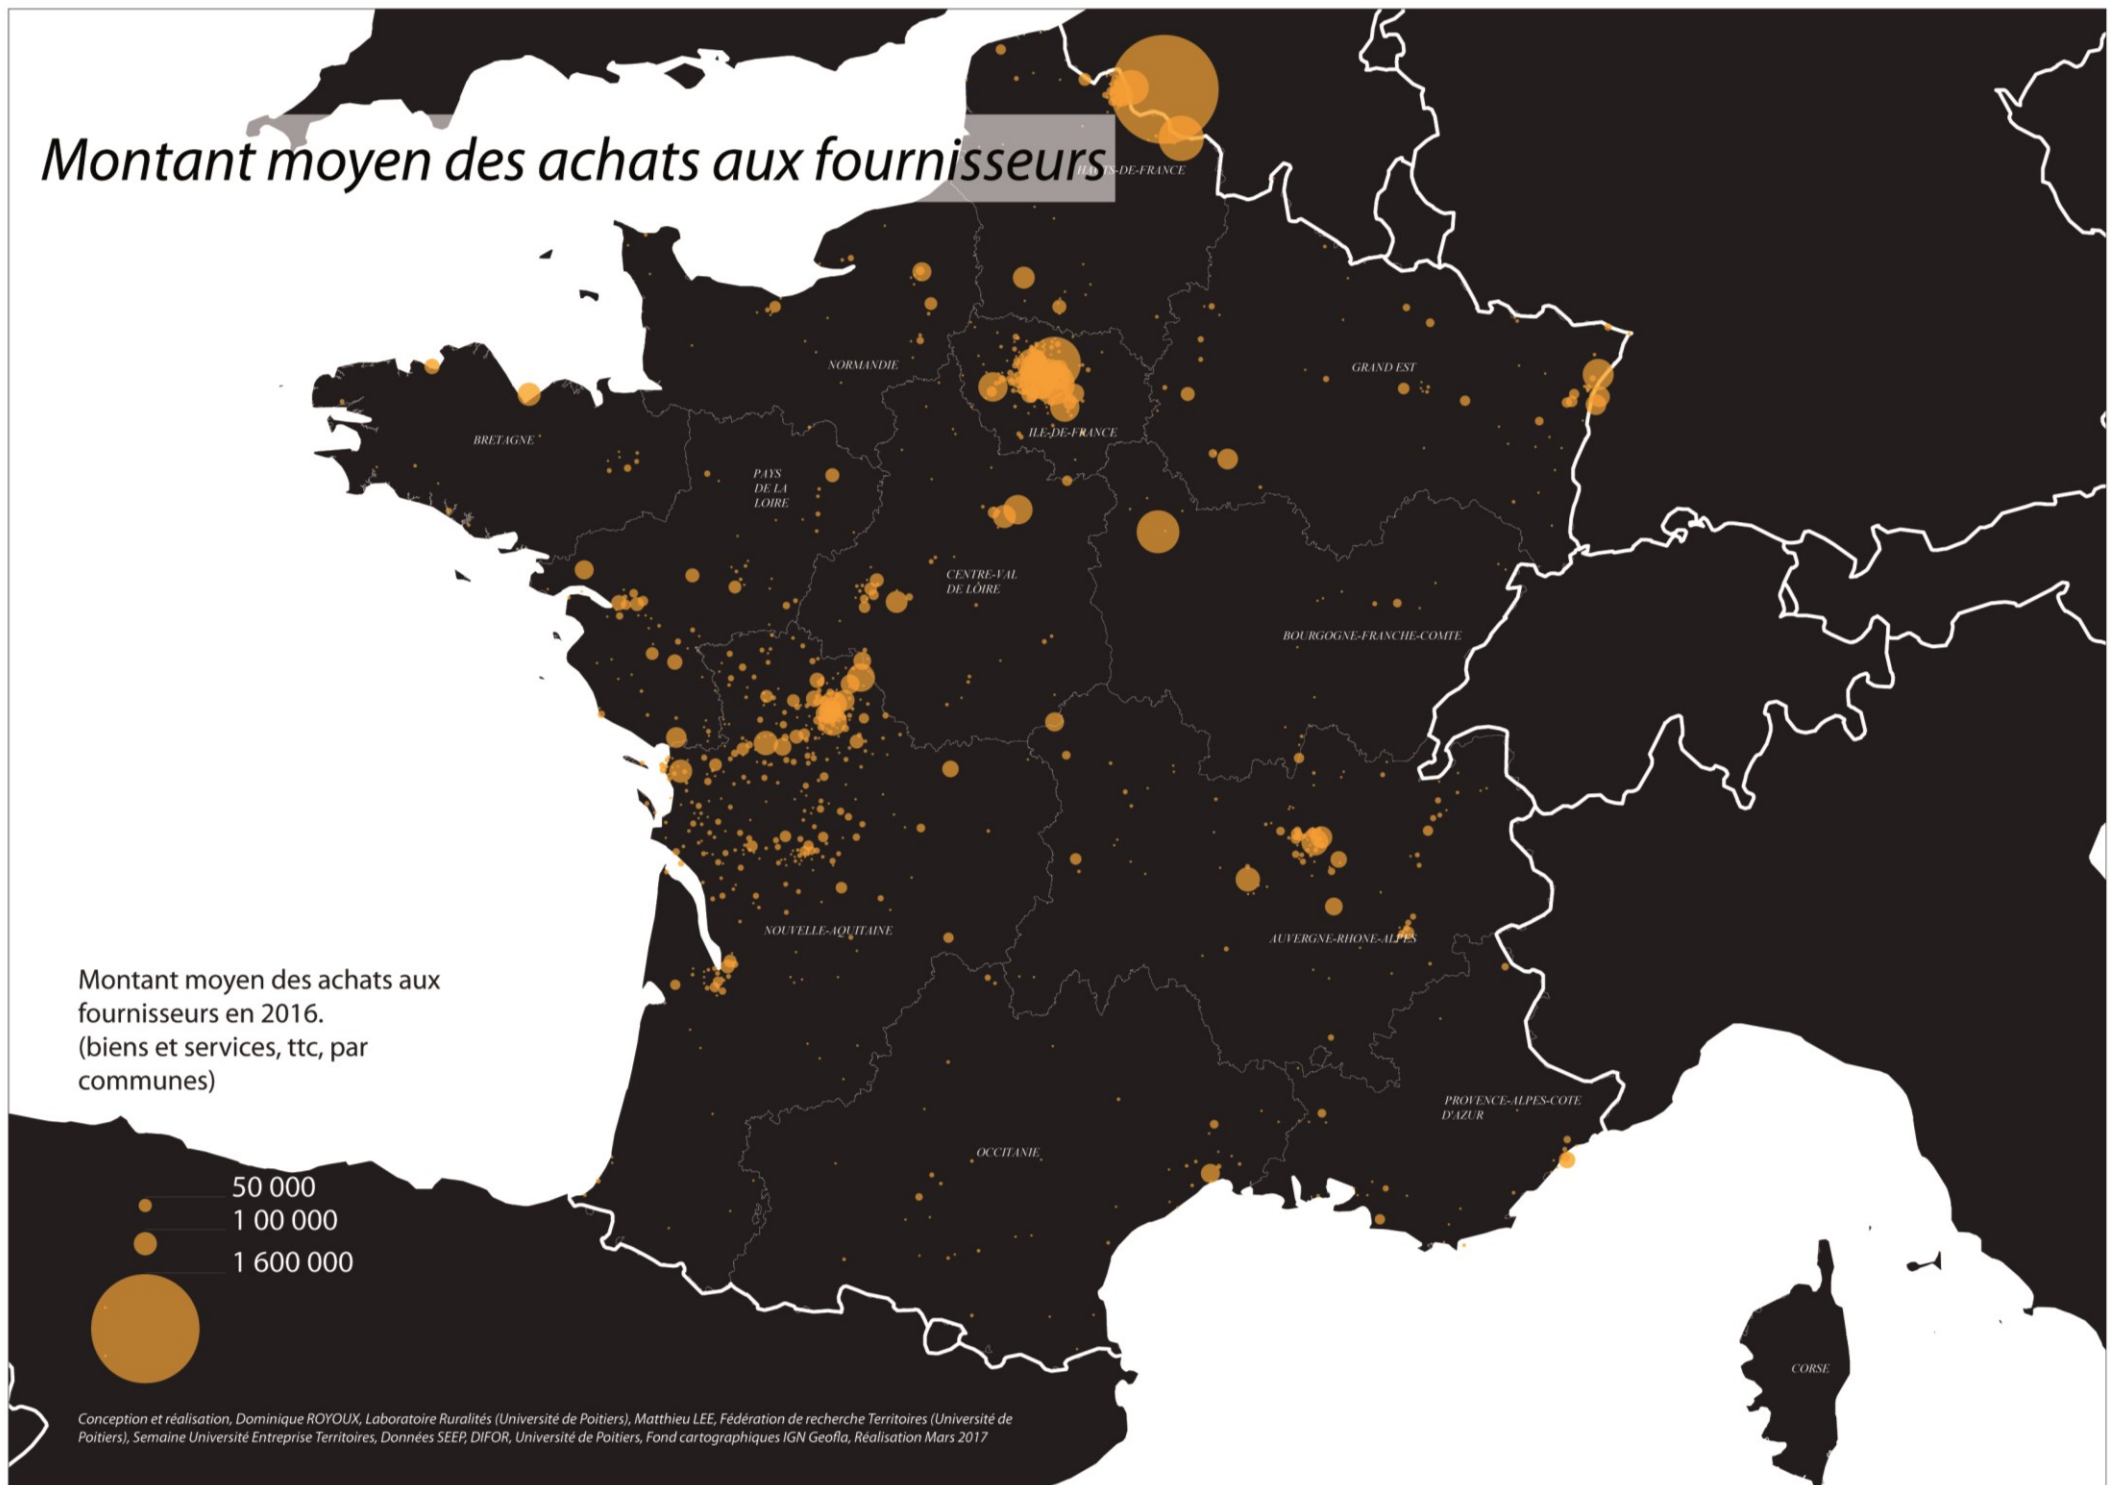 Montant moyen des achats aux fournisseurs
HAUTS-DE-FRANCE
NORMANDIE
GRAND EST
ILE-DE-FRANCE
BRETAGNE
PAYS
DE LA
LOIRE
CENTRE-VAL
DE LÔIRE
BOURGOGNE-FRANCHE-COMTE
NOUVELLE-AQUITAINE
AUVERGNE-RHONE-ALPES
Montant moyen des achats aux
fournisseurs en 2016.
(biens et services, ttc, par
communes)
PROVENCE-ALPES-COTE
D'AZUR
OCCITANIE
50 000
1 00 000
1 600 000
CORSE
Conception et réalisation, Dominique ROYOUX, Laboratoire Ruralités (Université de Poitiers), Matthieu LEE, Fédération de recherche Territoires (Université de
Poitiers), Semaine Université Entreprise Territoires, Données SEEP, DIFOR, Université de Poitiers, Fond cartographiques IGN Geofla, Réalisation Mars 2017